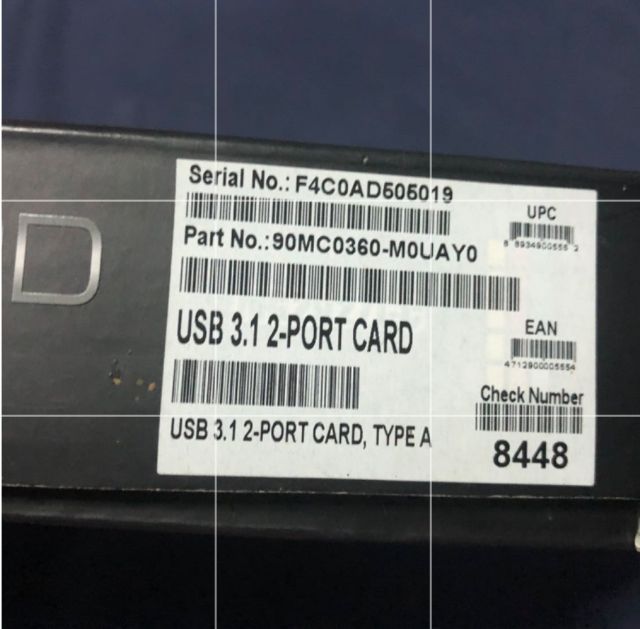 D
Serial No.: F4C0AD505019
Part No.:90MC0360-M0UAY0
USB 3.1 2-PORT CARD
USB 3.1 2-PORT CARD, TYPE A
UPC
EAN
4712900005554
Check Number
8448